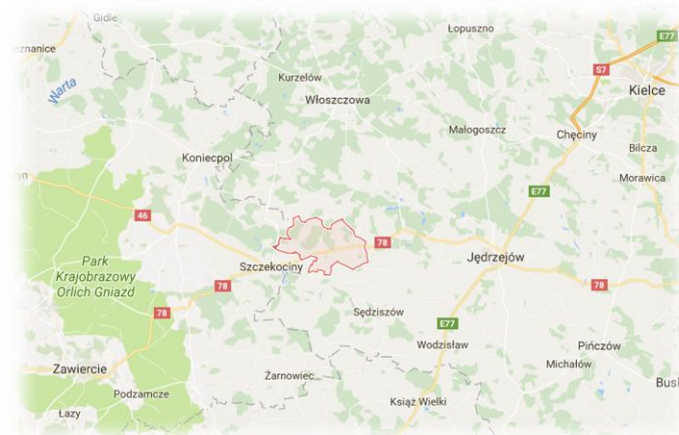 Gidle
Łopuszno
E77
eznanice
S7
Kurzelów
Kielce
Warta
Włoszczowa
Małogoszcz
Chęciny
Bilcza
Koniecpol
Morawica
yn
E77
46
78
Park
Krajobrazowy
Orlich Gniazd
Szczekociny
Jędrzejów
78
78
78
Sędziszów
E77
Wodzisław
Pińczów
Zawiercie
Żarnowiec
Michałów
Busk
Podzamcze
Książ Wielki
Łazy